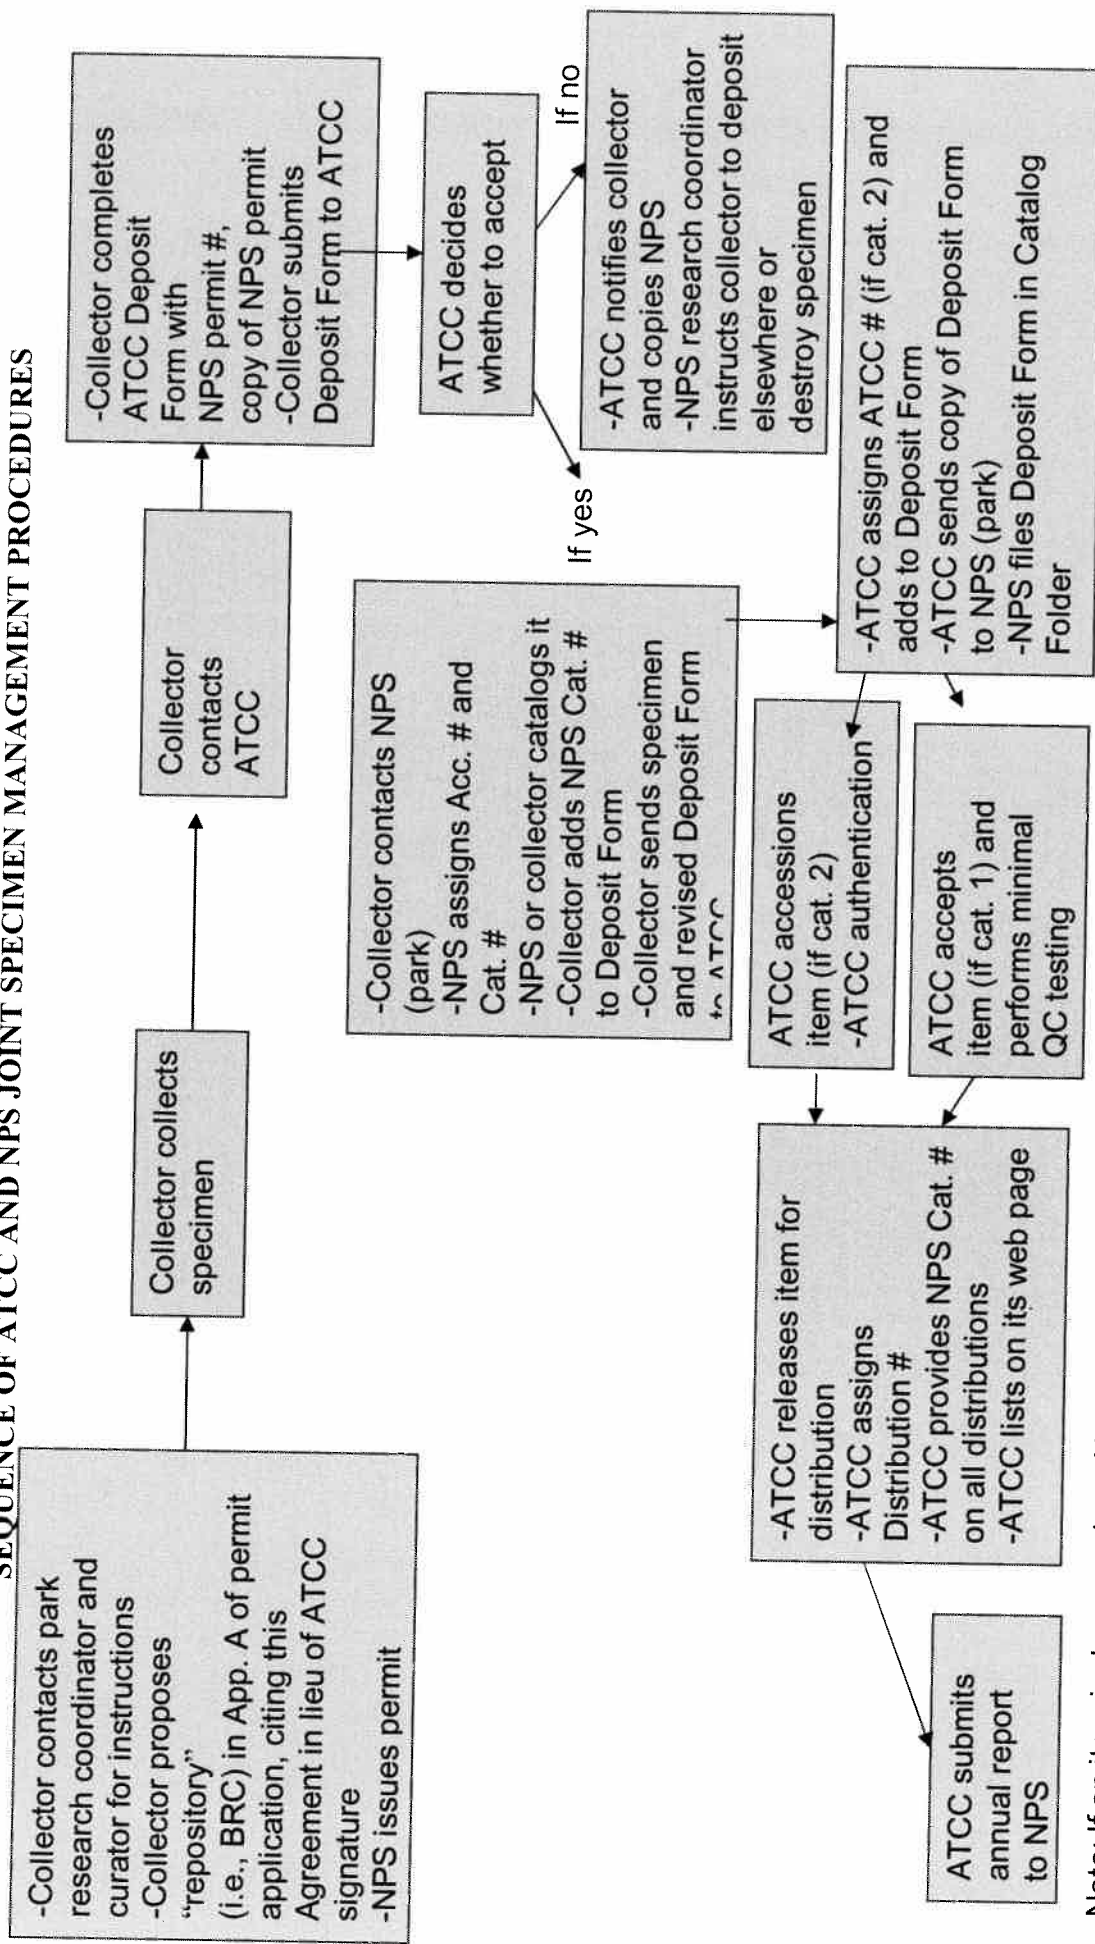 SEQUENCE OF ATCC AND NPS JOINT SPECIMEN MANAGEMENT PROCEDURES
-Collector contacts park
research coordinator and
curator for instructions
-Collector proposes
“repository”
(i.e., BRC) in App. A of permit
application, citing this
Agreement in lieu of ATCC
signature
-NPS issues permit
Collector collects
specimen
Collector
contacts
ATCC
-Collector completes
ATCC Deposit
Form with
NPS permit #,
copy of NPS permit
-Collector submits
Deposit Form to ATCC
ATCC decides
whether to accept
If yes
If no
-ATCC notifies collector
and copies NPS
-NPS research coordinator
instructs collector to deposit
elsewhere or
destroy specimen
-Collector contacts NPS
(park)
-NPS assigns Acc. # and
Cat. #
-NPS or collector catalogs it
-Collector adds NPS Cat. #
to Deposit Form
-Collector sends specimen
and revised Deposit Form
to ATCC
-ATCC assigns ATCC # (if cat. 2) and
adds to Deposit Form
-ATCC sends copy of Deposit Form
to NPS (park)
-NPS files Deposit Form in Catalog
Folder
ATCC accessions
item (if cat. 2)
-ATCC authentication
ATCC accepts
item (if cat. 1) and
performs minimal
QC testing
-ATCC releases item for
distribution
-ATCC assigns
Distribution #
-ATCC provides NPS Cat. #
on all distributions
-ATCC lists on its web page
ATCC submits
annual report
to NPS
Note: If an item is